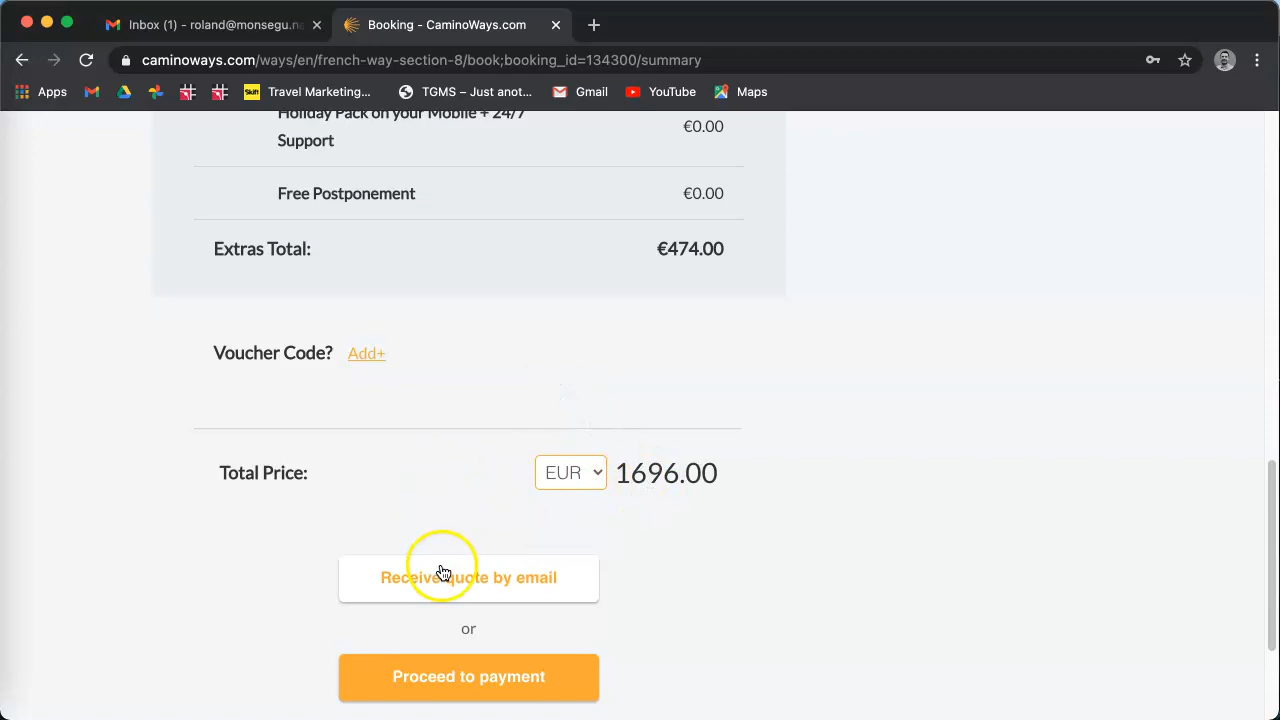 Inbox (1) - roland@monsegu.na
Booking - CaminoWays.com
caminoways.com/ways/en/french-way-section-8/book;booking_id=134300/summary
Apps
Travel Marketing...
TGMS – Just anot...
Gmail
YouTube
Maps
Holiday Pack on your Mobile + 24/7
Support
€0.00
Free Postponement €0.00
Extras Total: €474.00
Voucher Code? Add+
Total Price: EUR 1696.00
Receive quote by email
or
Proceed to payment